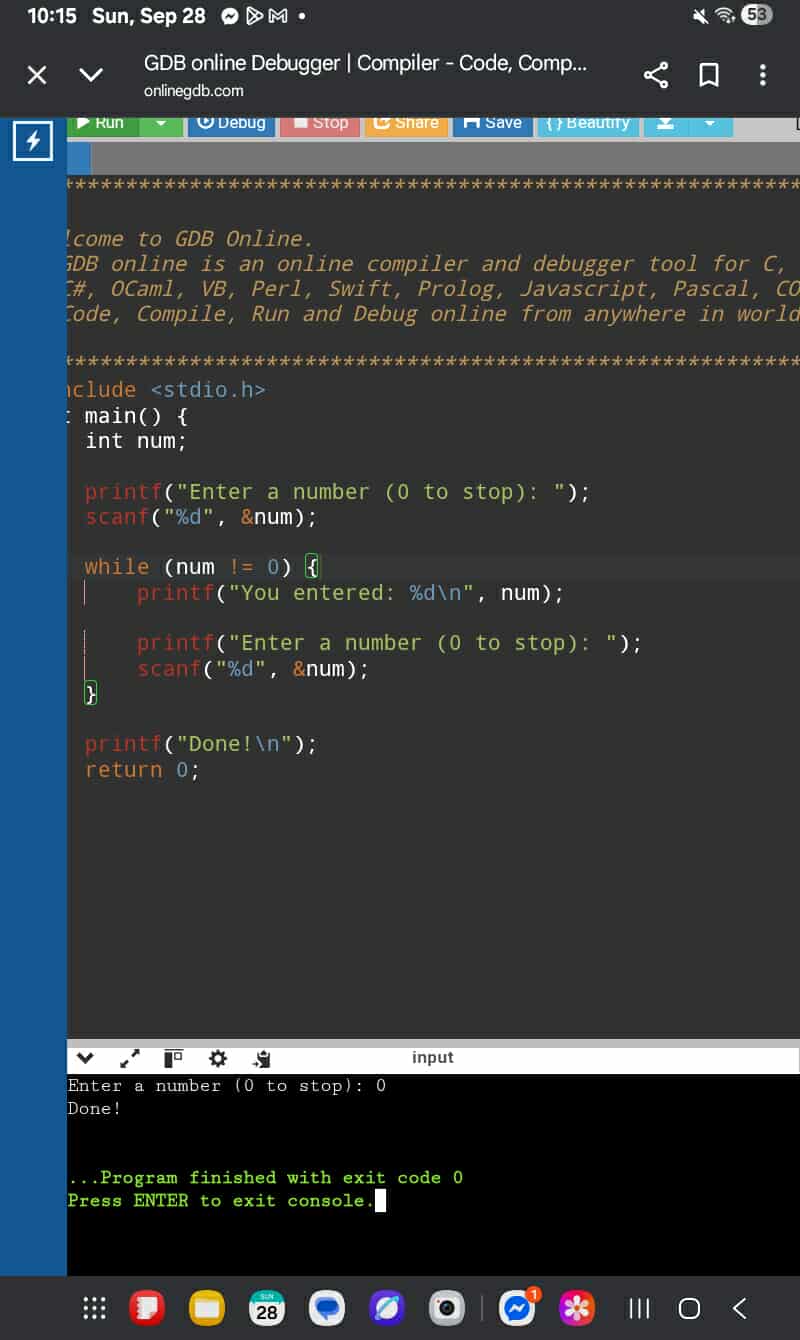 10:15 Sun, Sep 28
53
GDB online Debugger | Compiler - Code, Comp...
onlinegdb.com
Run
Debug
Stop
Share
Save
{ } Beautify
************************************************************
lcome to GDB Online.
GDB online is an online compiler and debugger tool for C,
C#, OCaml, VB, Perl, Swift, Prolog, Javascript, Pascal, CO
Code, Compile, Run and Debug online from anywhere in world
************************************************************
nclude <stdio.h>
t main() {
int num;
printf("Enter a number (0 to stop): ");
scanf("%d", &num);
while (num != 0) {
printf("You entered: %d\n", num);
printf("Enter a number (0 to stop): ");
scanf("%d", &num);
}
printf("Done!\n");
return 0;
input
Enter a number (0 to stop): 0
Done!
...Program finished with exit code 0
Press ENTER to exit console.
SUN
28
1